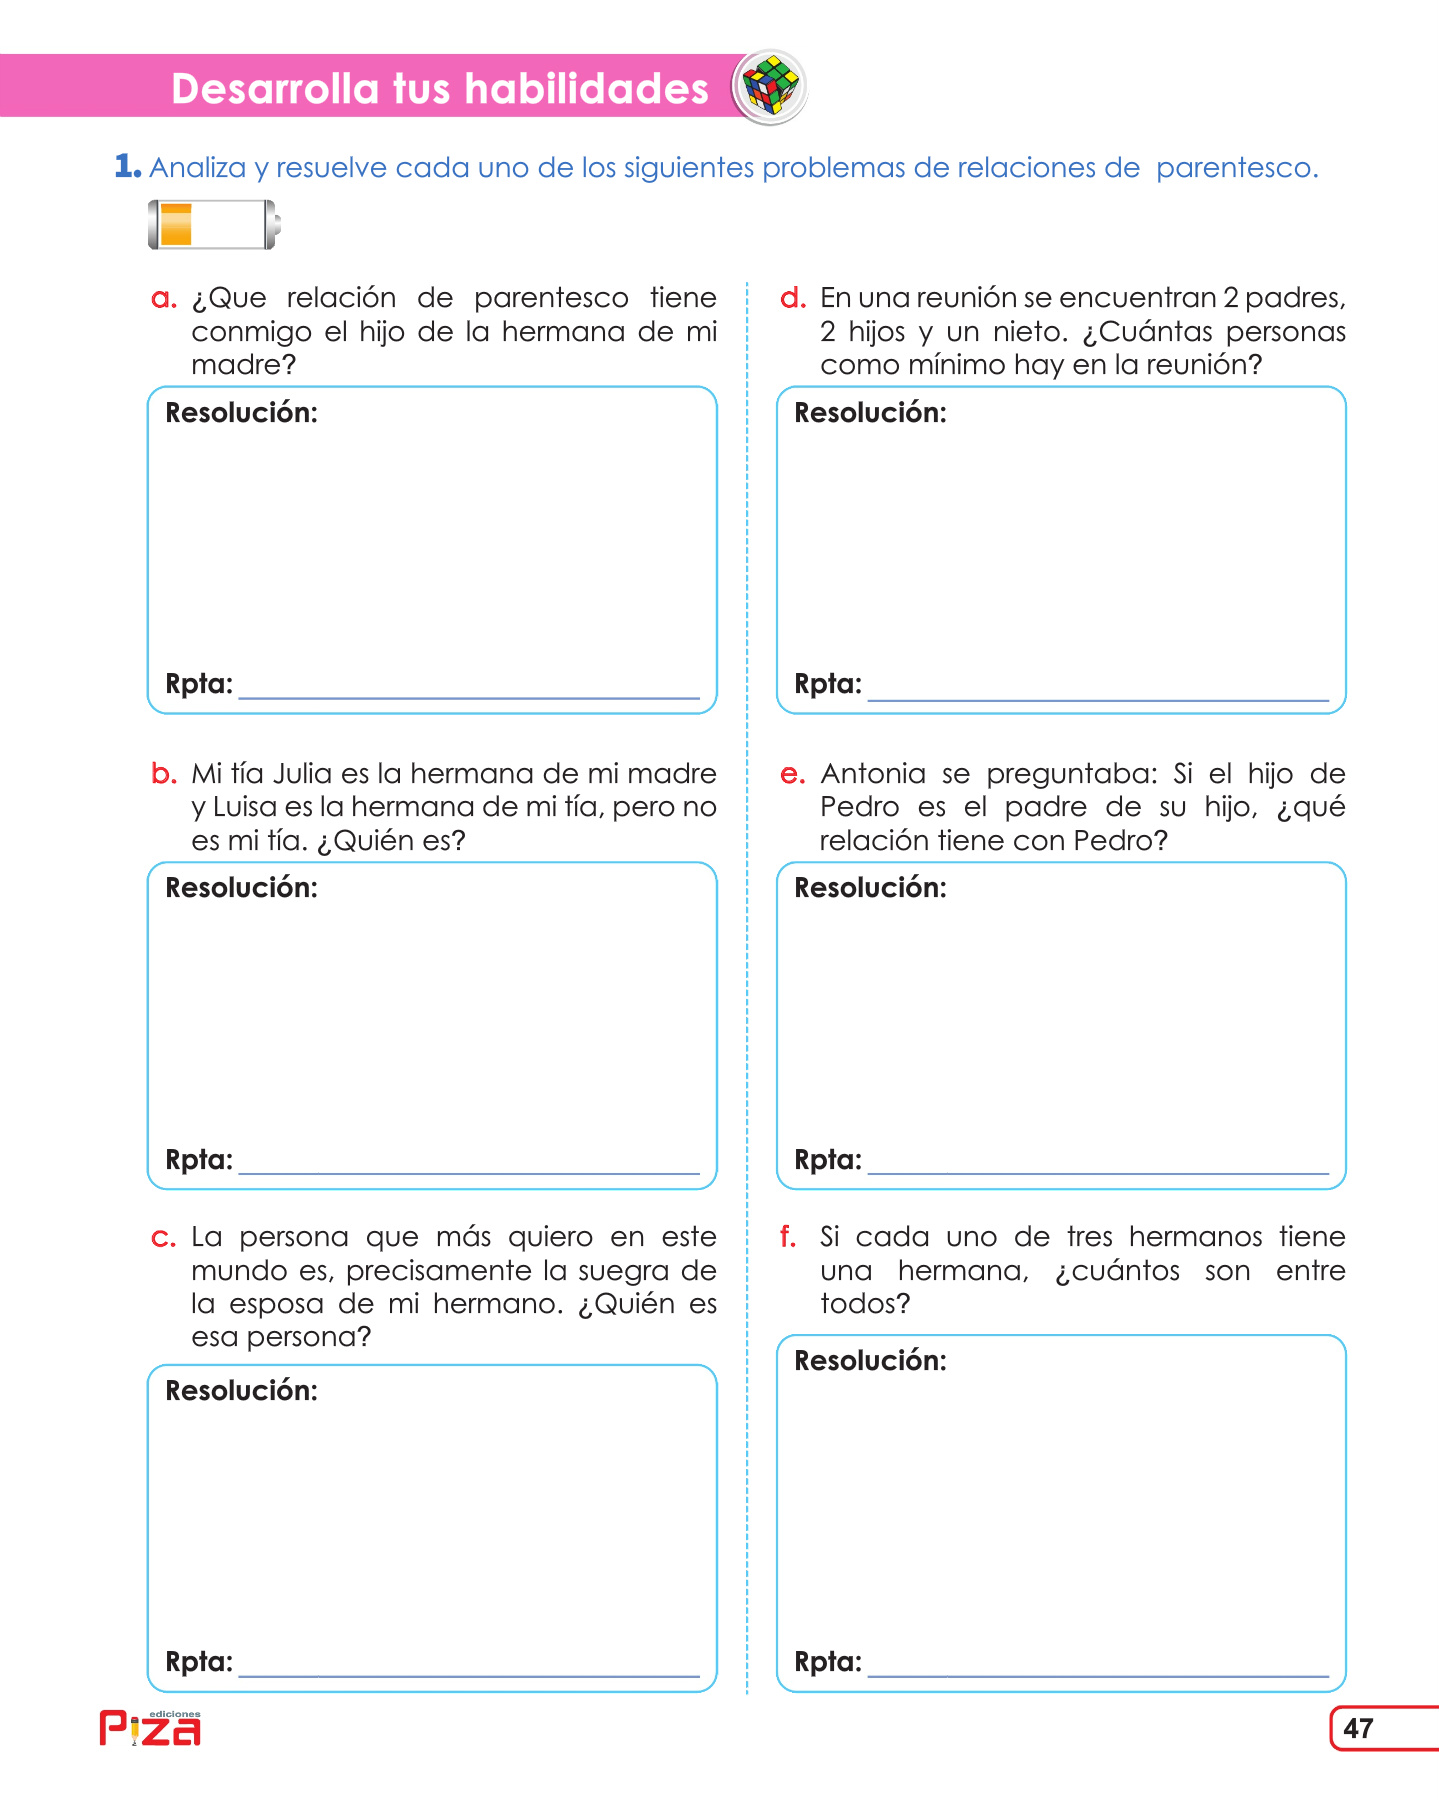 Desarrolla tus habilidades
1. Analiza y resuelve cada uno de los siguientes problemas de relaciones de parentesco.
a. ¿Que relación de parentesco tiene
conmigo el hijo de la hermana de mi
madre?
Resolución:
Rpta:
b. Mi tía Julia es la hermana de mi madre
y Luisa es la hermana de mi tía, pero no
es mi tía. ¿Quién es?
Resolución:
Rpta:
c. La persona que más quiero en este
mundo es, precisamente la suegra de
la esposa de mi hermano. ¿Quién es
esa persona?
Resolución:
Rpta:
d. En una reunión se encuentran 2 padres,
2 hijos y un nieto. ¿Cuántas personas
como mínimo hay en la reunión?
Resolución:
Rpta:
e. Antonia se preguntaba: Si el hijo de
Pedro es el padre de su hijo, ¿qué
relación tiene con Pedro?
Resolución:
Rpta:
f. Si cada uno de tres hermanos tiene
una hermana, ¿cuántos son entre
todos?
Resolución:
Rpta:
ediciones
Piza
47